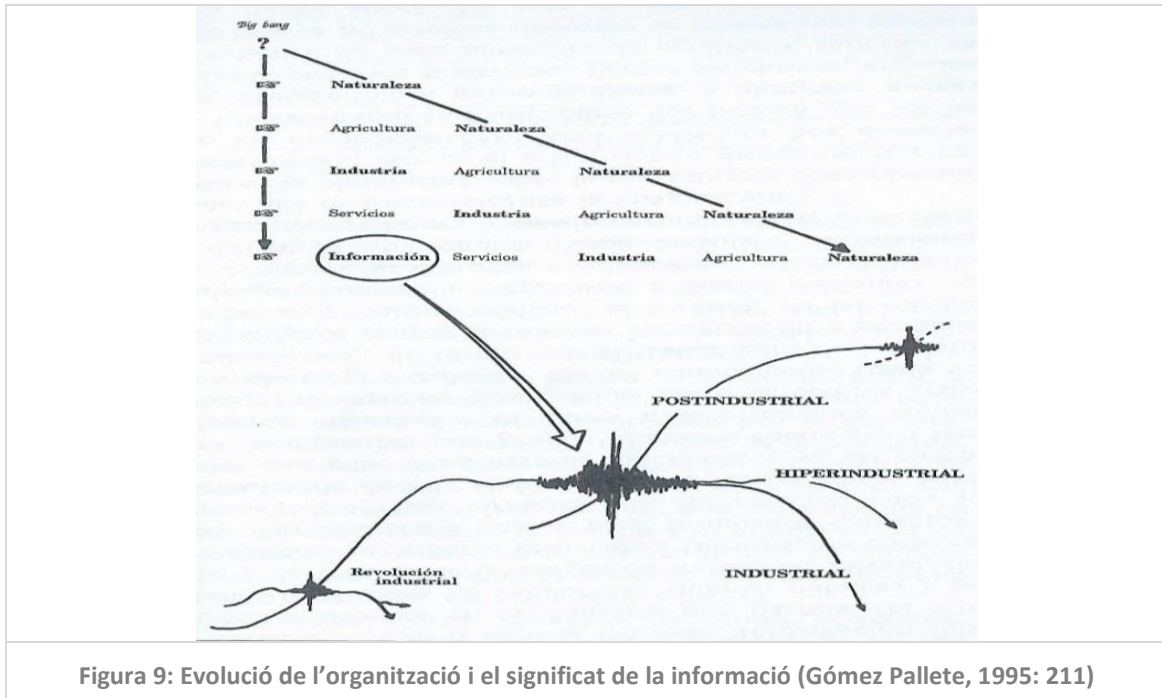 Big bang
?
Naturaleza
Agricultura Naturaleza
Industria Agricultura Naturaleza
Servicios Industria Agricultura Naturaleza
Información Servicios Industria Agricultura Naturaleza
POSTINDUSTRIAL
HIPERINDUSTRIAL
Revolución
industrial
INDUSTRIAL
Figura 9: Evolució de l’organització i el significat de la informació (Gómez Pallete, 1995: 211)